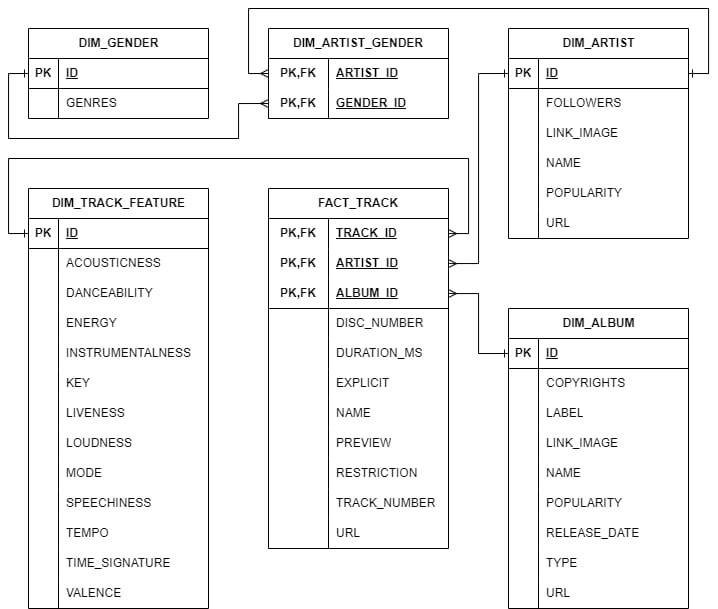 DIM_GENDER
PK ID
GENRES
DIM_ARTIST_GENDER
PK,FK ARTIST_ID
PK,FK GENDER_ID
DIM_ARTIST
PK ID
FOLLOWERS
LINK_IMAGE
NAME
POPULARITY
URL
DIM_TRACK_FEATURE
PK ID
ACOUSTICNESS
DANCEABILITY
ENERGY
INSTRUMENTALNESS
KEY
LIVENESS
LOUDNESS
MODE
SPEECHINESS
TEMPO
TIME_SIGNATURE
VALENCE
FACT_TRACK
PK,FK TRACK_ID
PK,FK ARTIST_ID
PK,FK ALBUM_ID
DISC_NUMBER
DURATION_MS
EXPLICIT
NAME
PREVIEW
RESTRICTION
TRACK_NUMBER
URL
DIM_ALBUM
PK ID
COPYRIGHTS
LABEL
LINK_IMAGE
NAME
POPULARITY
RELEASE_DATE
TYPE
URL